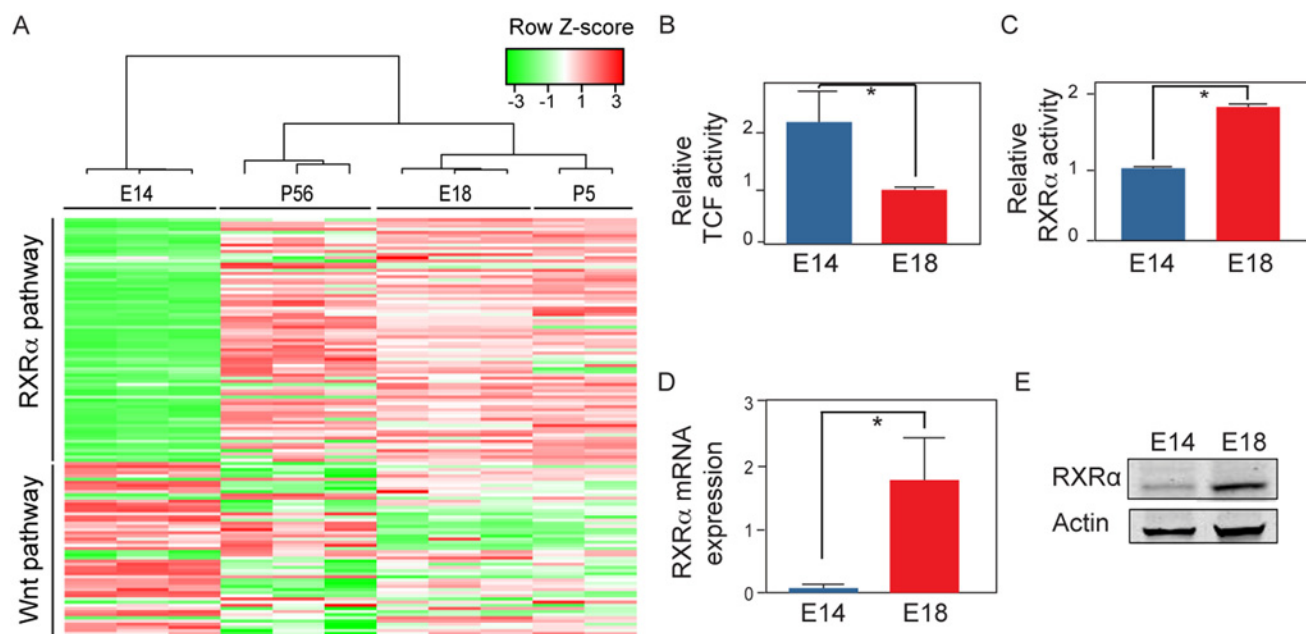 A
Row Z-score
-3 -1 1 3
E14 P56 E18 P5
RXRα pathway
Wnt pathway
B
Relative
TCF activity
2
1
0
*
E14 E18
C
Relative
RXRα activity
2
1
0
*
E14 E18
D
RXRα mRNA
expression
3
2
1
0
*
E14 E18
E
E14 E18
RXRα
Actin